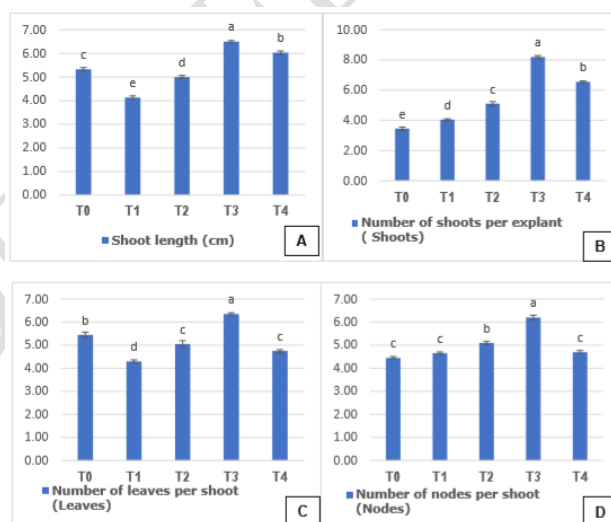 7.00
6.00
5.00
4.00
3.00
2.00
1.00
0.00
c
e
d
a
b
T0 T1 T2 T3 T4
Shoot length (cm)
A
10.00
8.00
6.00
4.00
2.00
0.00
e
d
c
a
b
T0 T1 T2 T3 T4
Number of shoots per explant
( Shoots)
B
7.00
6.00
5.00
4.00
3.00
2.00
1.00
0.00
b
d
c
a
c
T0 T1 T2 T3 T4
Number of leaves per shoot
(Leaves)
C
7.00
6.00
5.00
4.00
3.00
2.00
1.00
0.00
c
c
b
a
c
T0 T1 T2 T3 T4
Number of nodes per shoot
(Nodes)
D